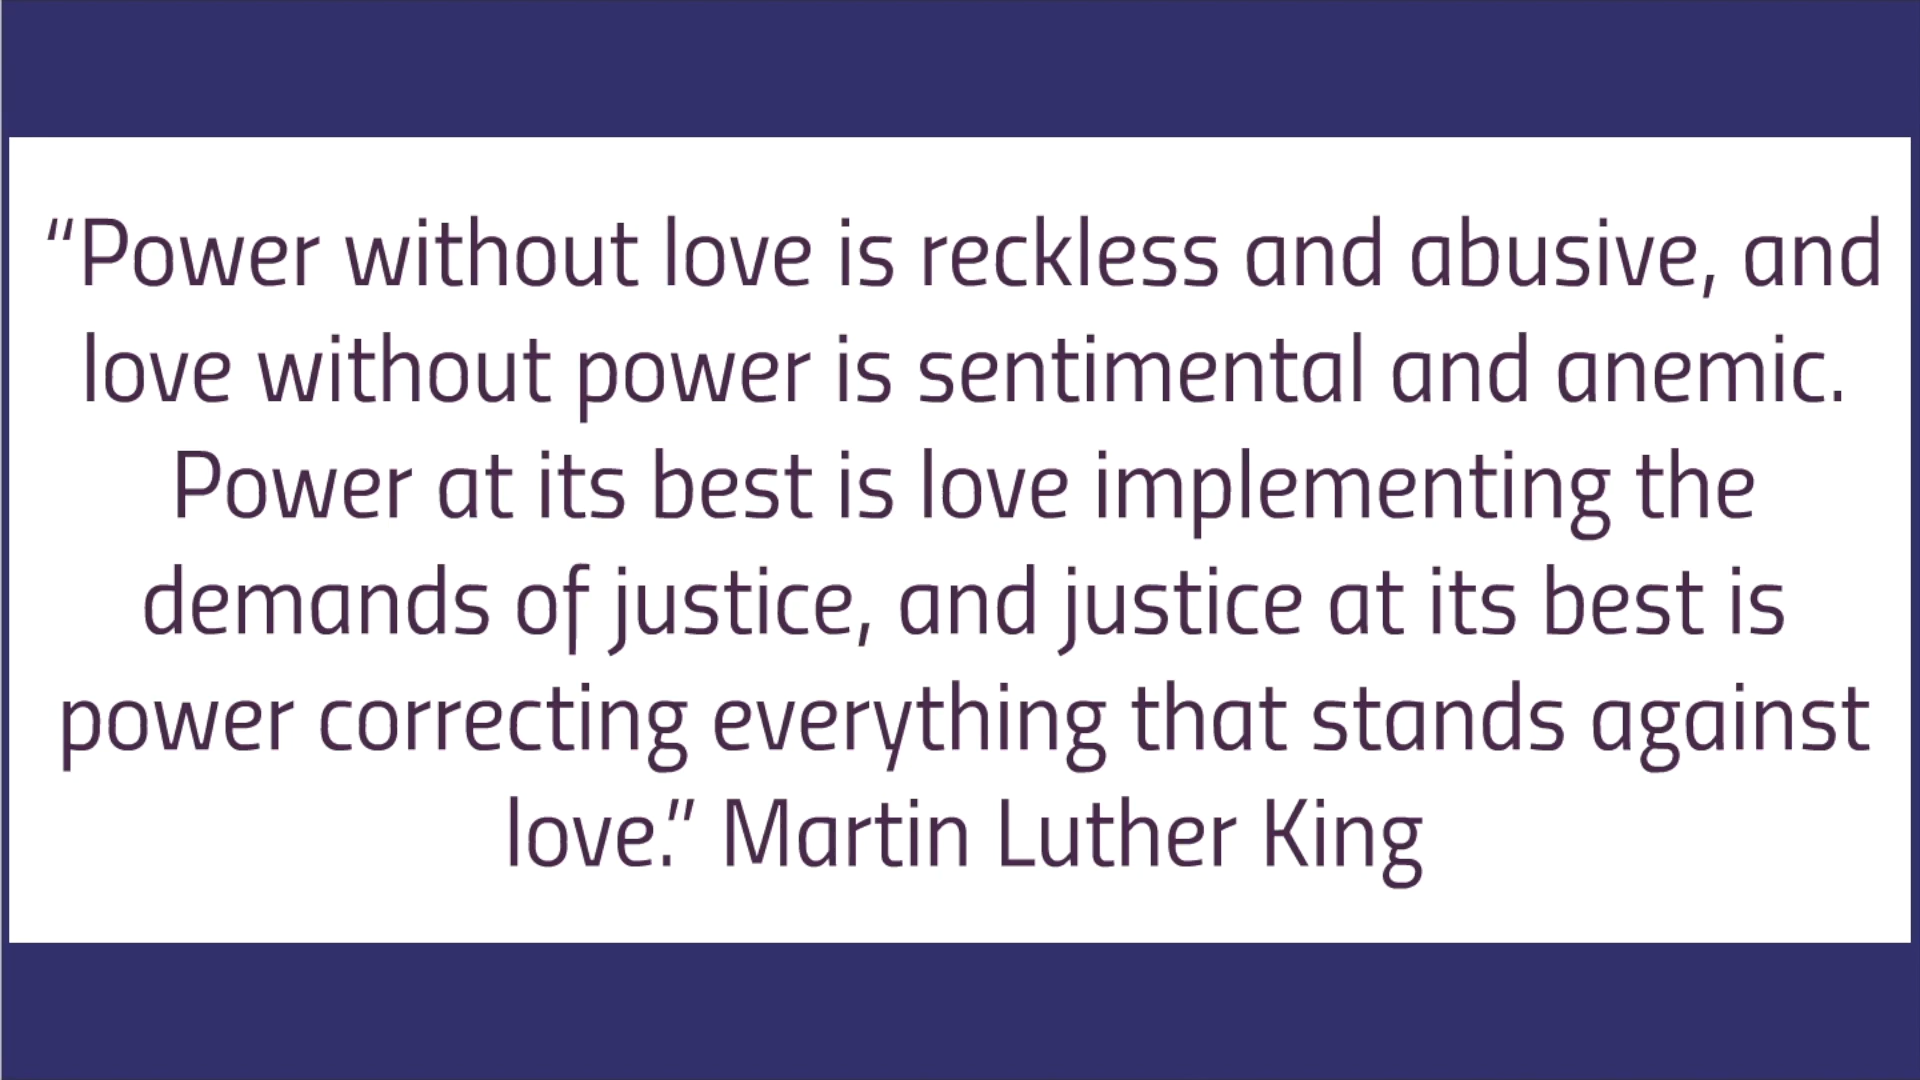 “Power without love is reckless and abusive, and
love without power is sentimental and anemic.
Power at its best is love implementing the
demands of justice, and justice at its best is
power correcting everything that stands against
love.” Martin Luther King